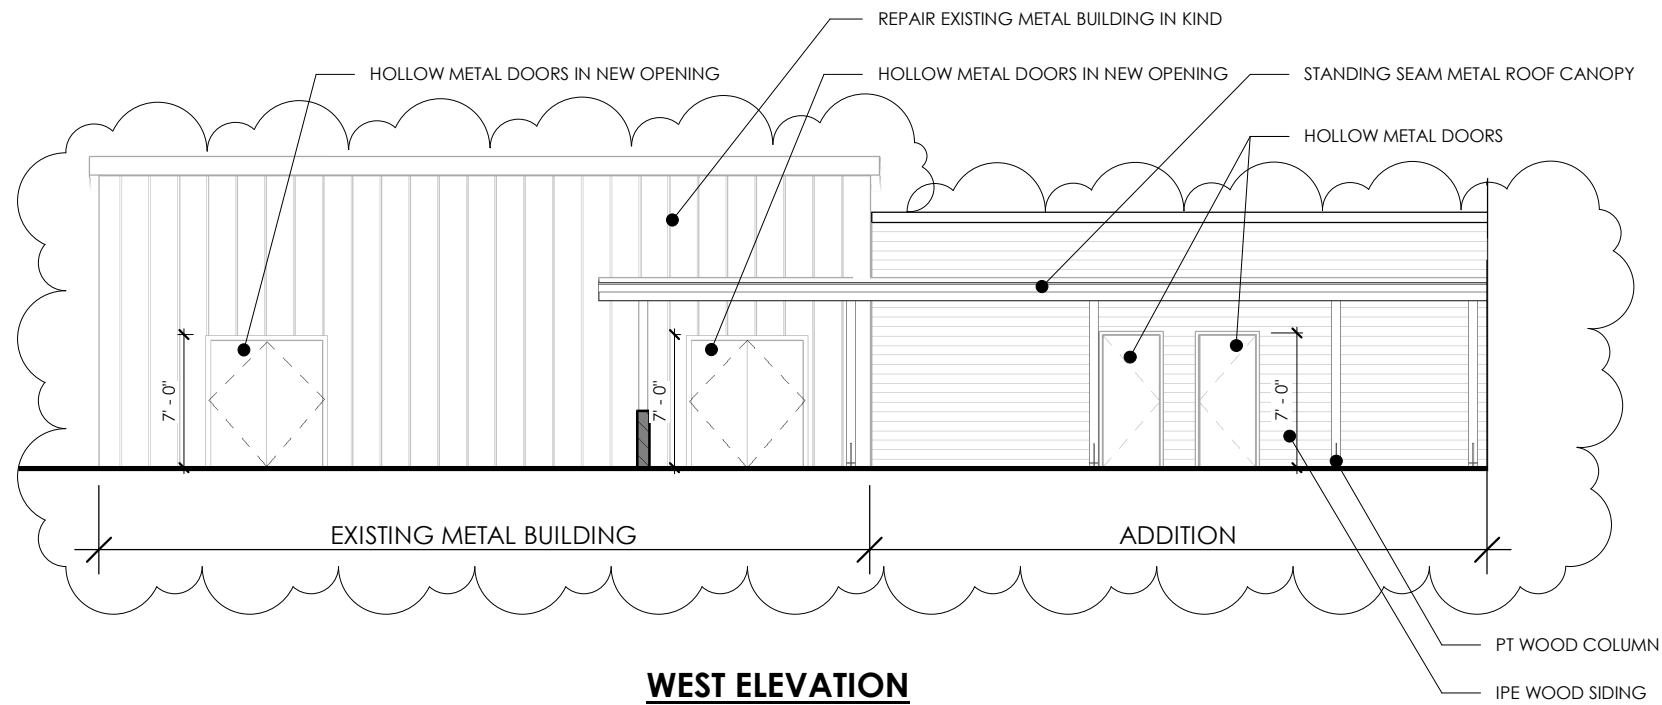 REPAIR EXISTING METAL BUILDING IN KIND
HOLLOW METAL DOORS IN NEW OPENING
HOLLOW METAL DOORS IN NEW OPENING
STANDING SEAM METAL ROOF CANOPY
HOLLOW METAL DOORS
7' - 0"
7' - 0"
7' - 0"
EXISTING METAL BUILDING
ADDITION
PT WOOD COLUMN
WEST ELEVATION
IPE WOOD SIDING